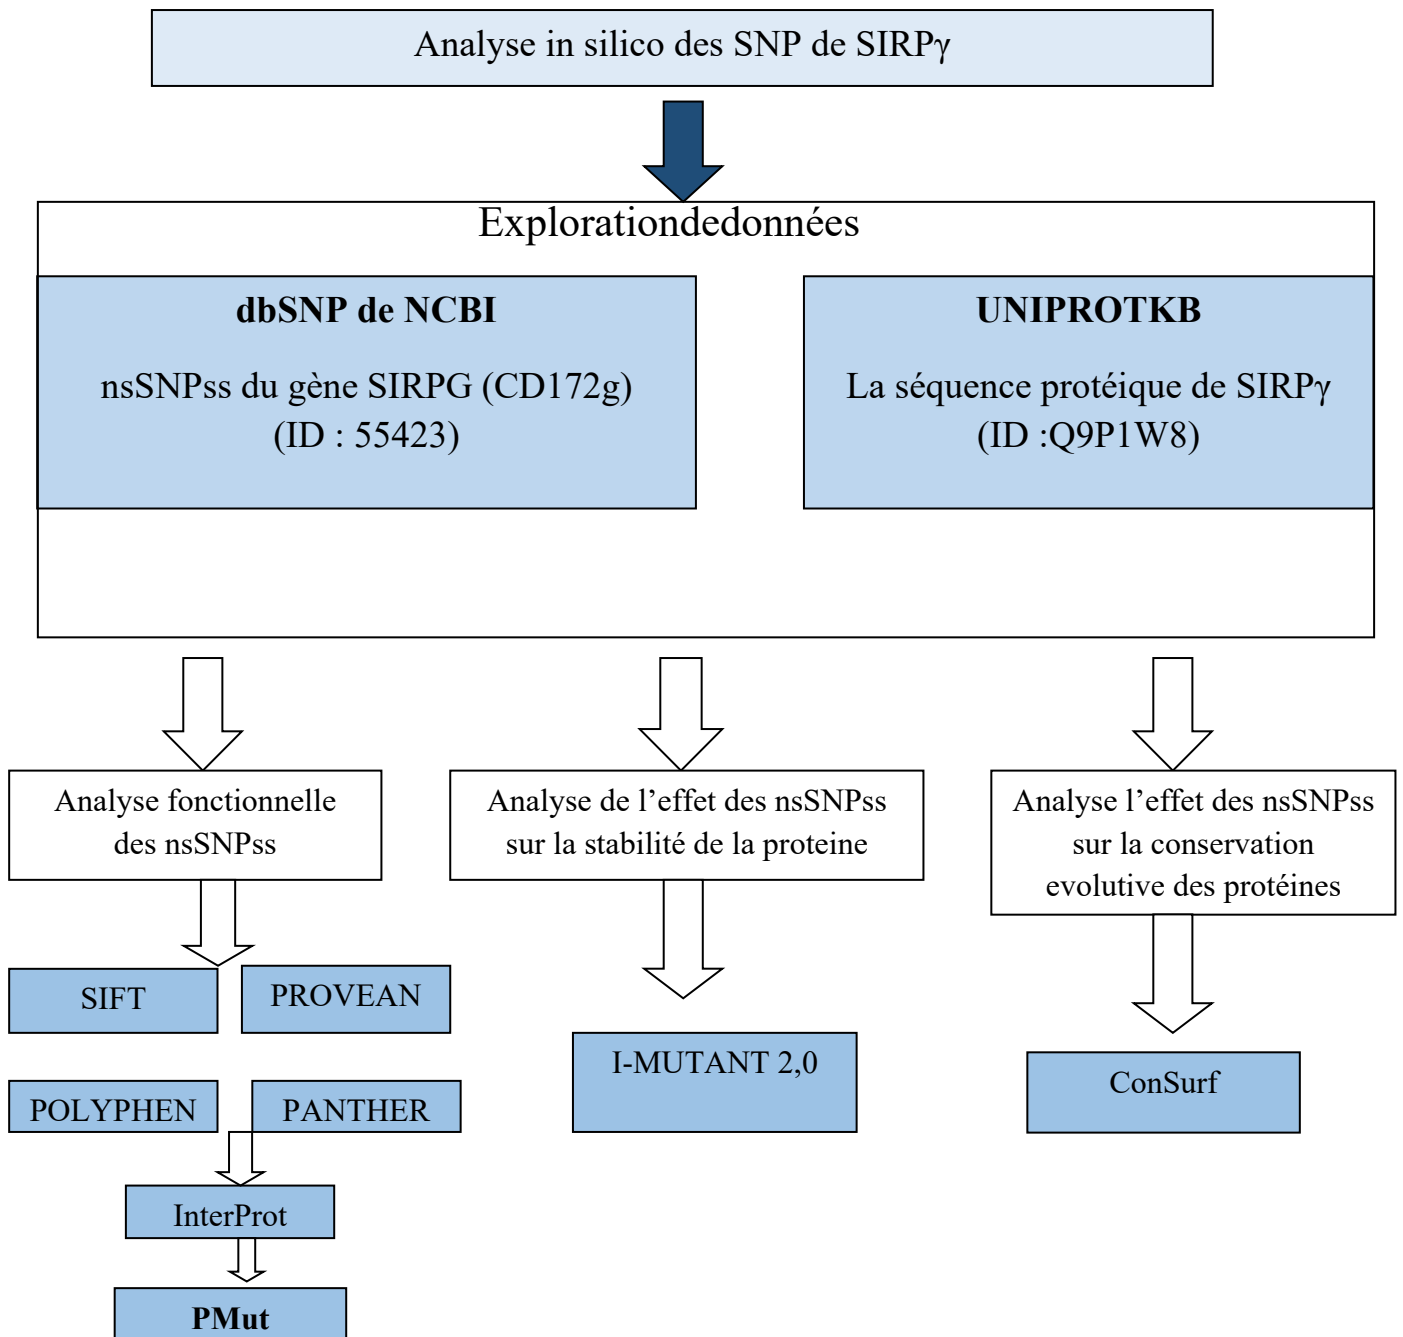 Analyse in silico des SNP de SIRPγ
Explorationdedonnées
dbSNP de NCBI
nsSNPss du gène SIRPG (CD172g)
(ID : 55423)
UNIPROTKB
La séquence protéique de SIRPγ
(ID :Q9P1W8)
Analyse fonctionnelle
des nsSNPss
Analyse de l’effet des nsSNPss
sur la stabilité de la proteine
Analyse l’effet des nsSNPss
sur la conservation
evolutive des protéines
SIFT
PROVEAN
POLYPHEN
PANTHER
InterProt
PMut
I-MUTANT 2,0
ConSurf